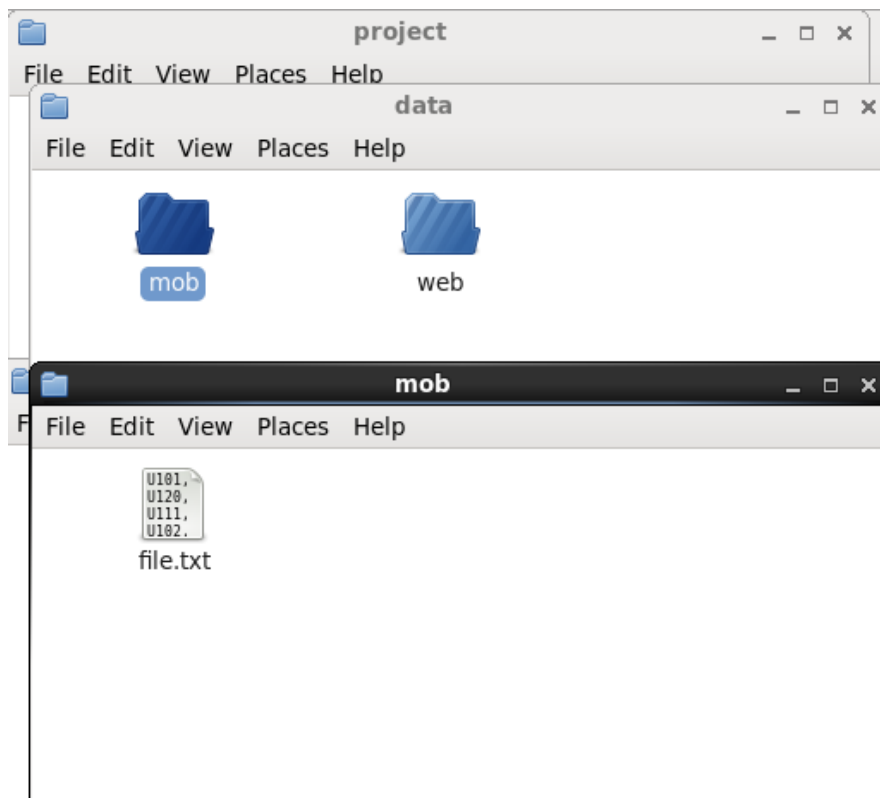 project
File Edit View Places Help
data
File Edit View Places Help
mob web
mob
F
File Edit View Places Help
U101,
U120,
U111,
U102.
file.txt